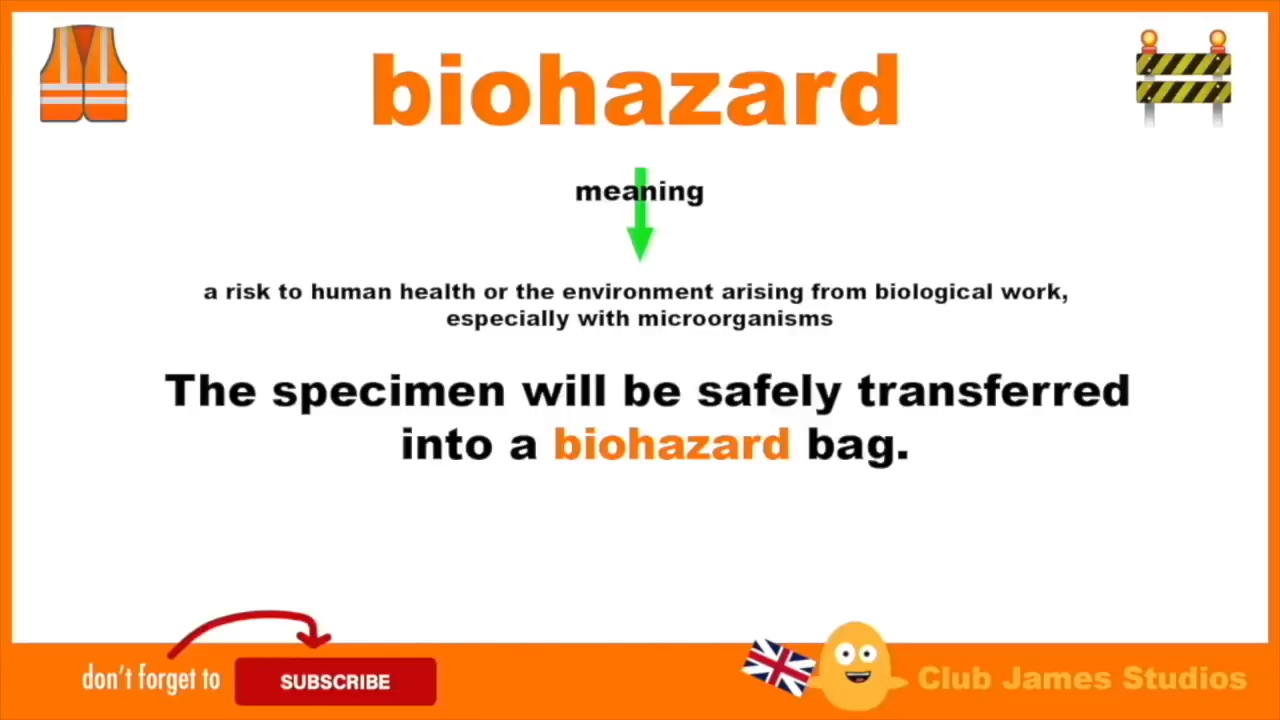 biohazard
meaning
a risk to human health or the environment arising from biological work,
especially with microorganisms
The specimen will be safely transferred
into a biohazard bag.
don't forget to
SUBSCRIBE
Club James Studios